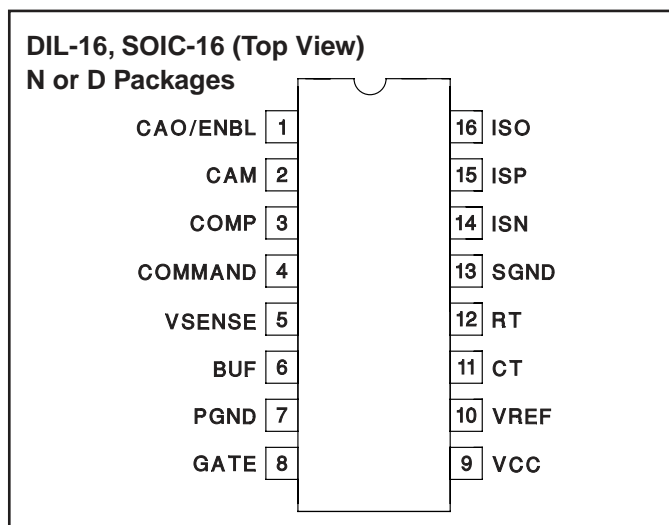 DIL-16, SOIC-16 (Top View)
N or D Packages
CAO/ENBL 1 16 ISO
CAM 2 15 ISP
COMP 3 14 ISN
COMMAND 4 13 SGND
VSENSE 5 12 RT
BUF 6 11 CT
PGND 7 10 VREF
GATE 8 9 VCC